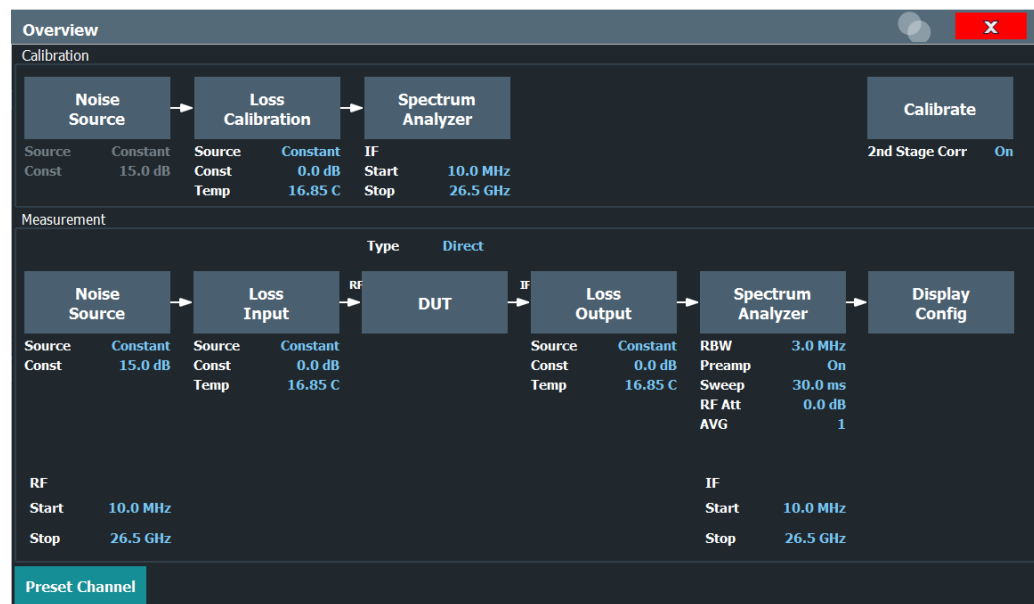 Overview X
Calibration
Noise Source Loss Calibration Spectrum Analyzer Calibrate
Source Constant Source Constant IF 2nd Stage Corr On
Const 15.0 dB Const 0.0 dB Start 10.0 MHz
Temp 16.85 C Stop 26.5 GHz
Measurement
Type Direct
RF IF
Noise Source Loss Input DUT Loss Output Spectrum Analyzer Display Config
Source Constant Source Constant Source Constant RBW 3.0 MHz
Const 15.0 dB Const 0.0 dB Const 0.0 dB Preamp On
Temp 16.85 C Temp 16.85 C Sweep 30.0 ms
RF Att 0.0 dB
AVG 1
RF IF
Start 10.0 MHz Start 10.0 MHz
Stop 26.5 GHz Stop 26.5 GHz
Preset Channel